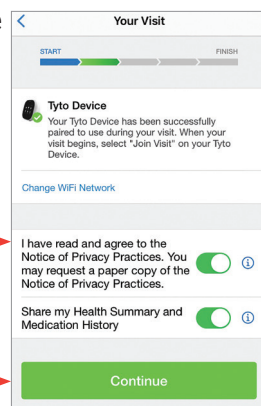 e
Your Visit
START
FINISH
Tyto Device
Your Tyto Device has been successfully
paired to use during your visit. When your
visit begins, select "Join Visit" on your Tyto
Device.
Change WiFi Network
I have read and agree to the
Notice of Privacy Practices. You
may request a paper copy of the
Notice of Privacy Practices.
Share my Health Summary and
Medication History
Continue